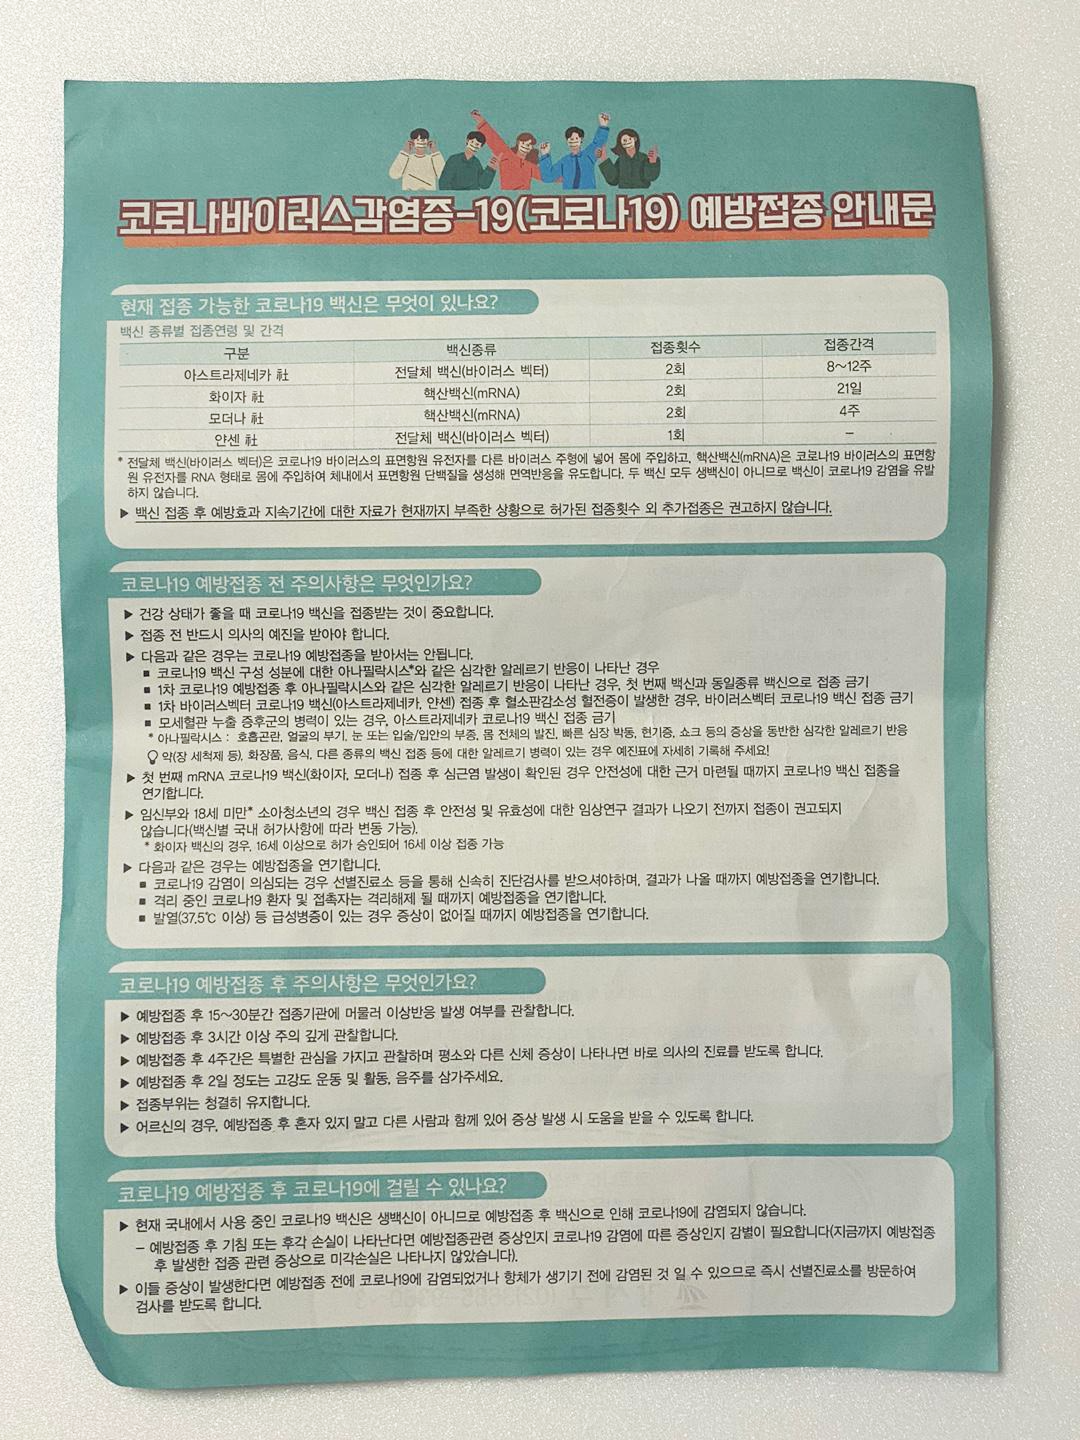 코로나바이러스감염증-19(코로나19) 예방접종 안내문
현재 접종 가능한 코로나19 백신은 무엇이 있나요?
백신 종류별 접종연령 및 간격
구분 백신종류 접종횟수 접종간격
아스트라제네카 社 전달체 백신(바이러스 벡터) 2회 8~12주
화이자 社 핵산백신(mRNA) 2회 21일
모더나 社 핵산백신(mRNA) 2회 4주
얀센 社 전달체 백신(바이러스 벡터) 1회 –
* 전달체 백신(바이러스 벡터)은 코로나19 바이러스의 표면항원 유전자를 다른 바이러스 주형에 넣어 몸에 주입하고, 핵산백신(mRNA)은 코로나19 바이러스의 표면항
원 유전자를 RNA 형태로 몸에 주입하여 체내에서 표면항원 단백질을 생성해 면역반응을 유도합니다. 두 백신 모두 생백신이 아니므로 백신이 코로나19 감염을 유발
하지 않습니다.
▶ 백신 접종 후 예방효과 지속기간에 대한 자료가 현재까지 부족한 상황으로 허가된 접종횟수 외 추가접종은 권고하지 않습니다.
코로나19 예방접종 전 주의사항은 무엇인가요?
▶ 건강 상태가 좋을 때 코로나19 백신을 접종받는 것이 중요합니다.
▶ 접종 전 반드시 의사의 예진을 받아야 합니다.
▶ 다음과 같은 경우는 코로나19 예방접종을 받아서는 안됩니다.
■ 코로나19 백신 구성 성분에 대한 아나필락시스*와 같은 심각한 알레르기 반응이 나타난 경우
■ 1차 코로나19 예방접종 후 아나필락시스와 같은 심각한 알레르기 반응이 나타난 경우, 첫 번째 백신과 동일종류 백신으로 접종 금기
■ 1차 바이러스벡터 코로나19 백신(아스트라제네카, 얀센) 접종 후 혈소판감소성 혈전증이 발생한 경우, 바이러스벡터 코로나19 백신 접종 금기
■ 모세혈관 누출 증후군의 병력이 있는 경우, 아스트라제네카 코로나19 백신 접종 금기
* 아나필락시스 : 호흡곤란, 얼굴의 부기, 눈 또는 입술/입안의 부종, 몸 전체의 발진, 빠른 심장 박동, 현기증, 쇼크 등의 증상을 동반한 심각한 알레르기 반응
약(장 세척제 등), 화장품, 음식, 다른 종류의 백신 접종 등에 대한 알레르기 병력이 있는 경우 예진표에 자세히 기록해 주세요!
▶ 첫 번째 mRNA 코로나19 백신(화이자, 모더나) 접종 후 심근염 발생이 확인된 경우 안전성에 대한 근거 마련될 때까지 코로나19 백신 접종을
연기합니다.
▶ 임신부와 18세 미만* 소아청소년의 경우 백신 접종 후 안전성 및 유효성에 대한 임상연구 결과가 나오기 전까지 접종이 권고되지
않습니다(백신별 국내 허가사항에 따라 변동 가능).
* 화이자 백신의 경우, 16세 이상으로 허가 승인되어 16세 이상 접종 가능
▶ 다음과 같은 경우는 예방접종을 연기합니다.
■ 코로나19 감염이 의심되는 경우 선별진료소 등을 통해 신속히 진단검사를 받으셔야하며, 결과가 나올 때까지 예방접종을 연기합니다.
■ 격리 중인 코로나19 환자 및 접촉자는 격리해제 될 때까지 예방접종을 연기합니다.
■ 발열(37.5℃ 이상) 등 급성병증이 있는 경우 증상이 없어질 때까지 예방접종을 연기합니다.
코로나19 예방접종 후 주의사항은 무엇인가요?
▶ 예방접종 후 15~30분간 접종기관에 머물러 이상반응 발생 여부를 관찰합니다.
▶ 예방접종 후 3시간 이상 주의 깊게 관찰합니다.
▶ 예방접종 후 4주간은 특별한 관심을 가지고 관찰하며 평소와 다른 신체 증상이 나타나면 바로 의사의 진료를 받도록 합니다.
▶ 예방접종 후 2일 정도는 고강도 운동 및 활동, 음주를 삼가주세요.
▶ 접종부위는 청결히 유지합니다.
▶ 어르신의 경우, 예방접종 후 혼자 있지 말고 다른 사람과 함께 있어 증상 발생 시 도움을 받을 수 있도록 합니다.
코로나19 예방접종 후 코로나19에 걸릴 수 있나요?
▶ 현재 국내에서 사용 중인 코로나19 백신은 생백신이 아니므로 예방접종 후 백신으로 인해 코로나19에 감염되지 않습니다.
– 예방접종 후 기침 또는 후각 손실이 나타난다면 예방접종관련 증상인지 코로나19 감염에 따른 증상인지 감별이 필요합니다(지금까지 예방접종
후 발생한 접종 관련 증상으로 미각손실은 나타나지 않았습니다).
▶ 이들 증상이 발생한다면 예방접종 전에 코로나19에 감염되었거나 항체가 생기기 전에 감염된 것 일 수 있으므로 즉시 선별진료소를 방문하여
검사를 받도록 합니다.